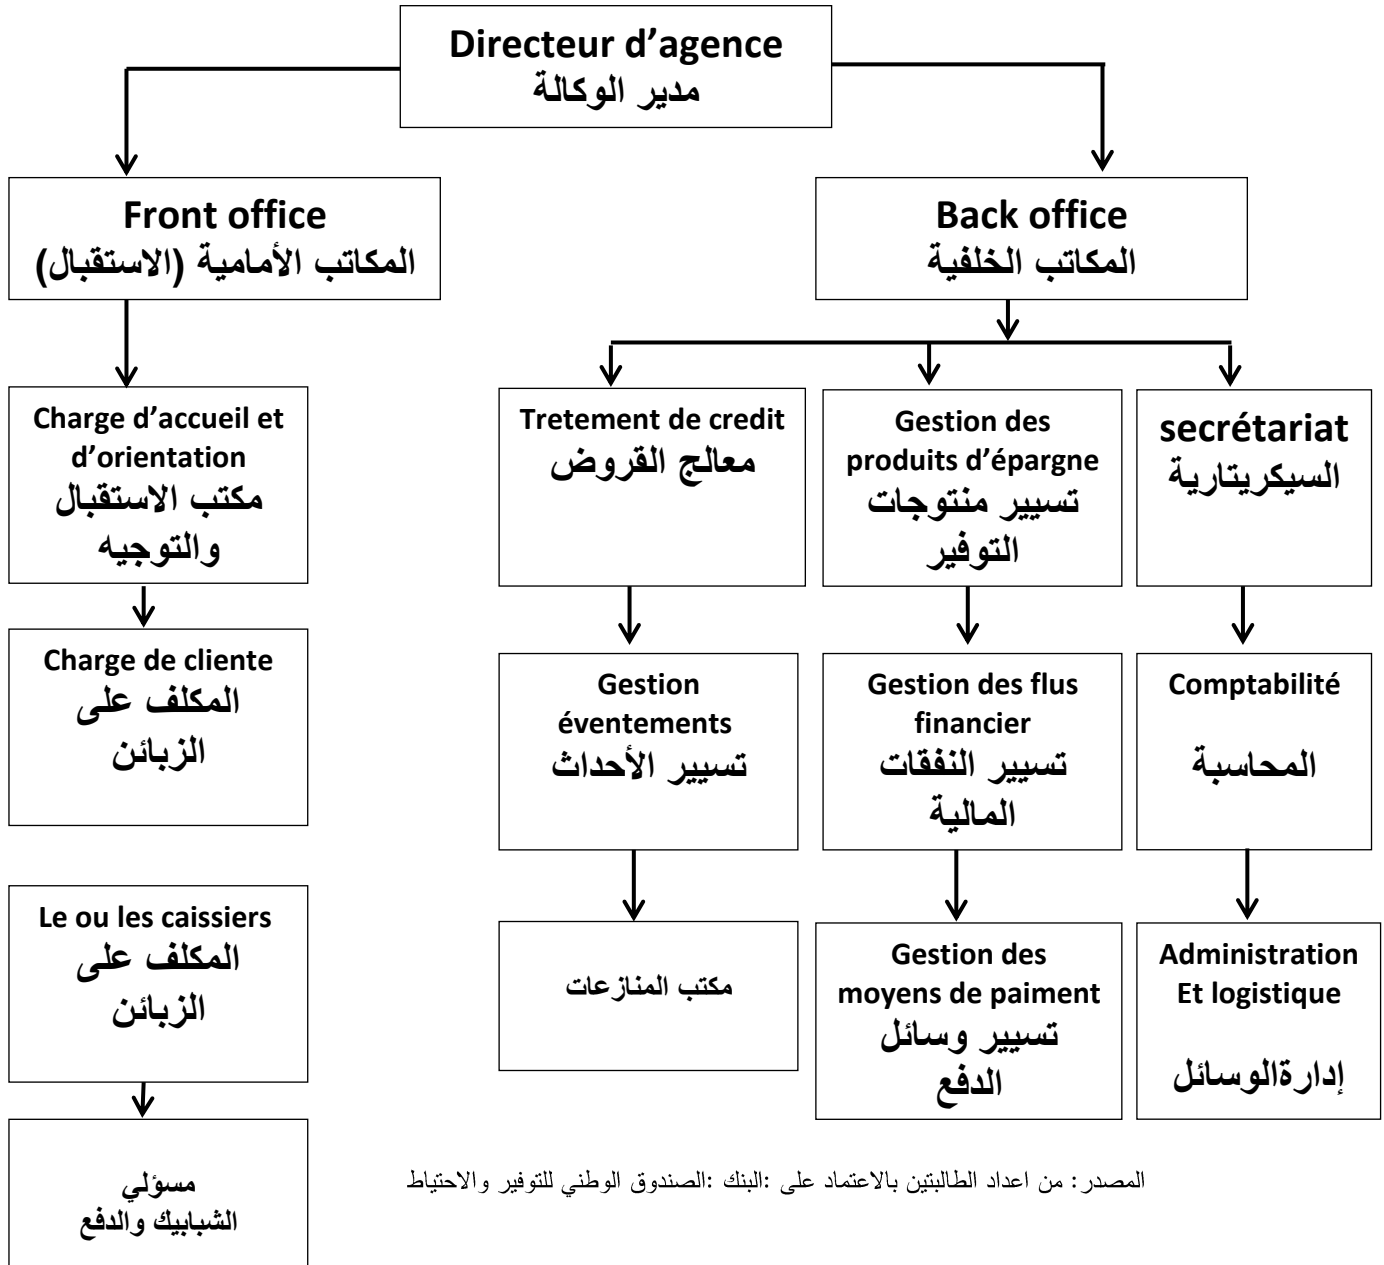 Directeur d’agence
مدير الوكالة
Front office
المكاتب الأمامية (الاستقبال)
Back office
المكاتب الخلفية
Charge d’accueil et
d’orientation
مكتب الاستقبال
والتوجيه
Tretement de credit
معالج القروض
Gestion des
produits d’épargne
تسيير منتوجات
التوفير
secrétariat
السيكريتارية
Charge de cliente
المكلف على
الزبائن
Gestion
éventements
تسيير الأحداث
Gestion des flus
financier
تسيير النفقات
المالية
Comptabilité
المحاسبة
Le ou les caissiers
المكلف على
الزبائن
مكتب المنازعات
Gestion des
moyens de paiment
تسيير وسائل
الدفع
Administration
Et logistique
إدارةالوسائل
مسؤلي
الشبابيك والدفع
المصدر: من اعداد الطالبتين بالاعتماد على :البنك :الصندوق الوطني للتوفير والاحتياط